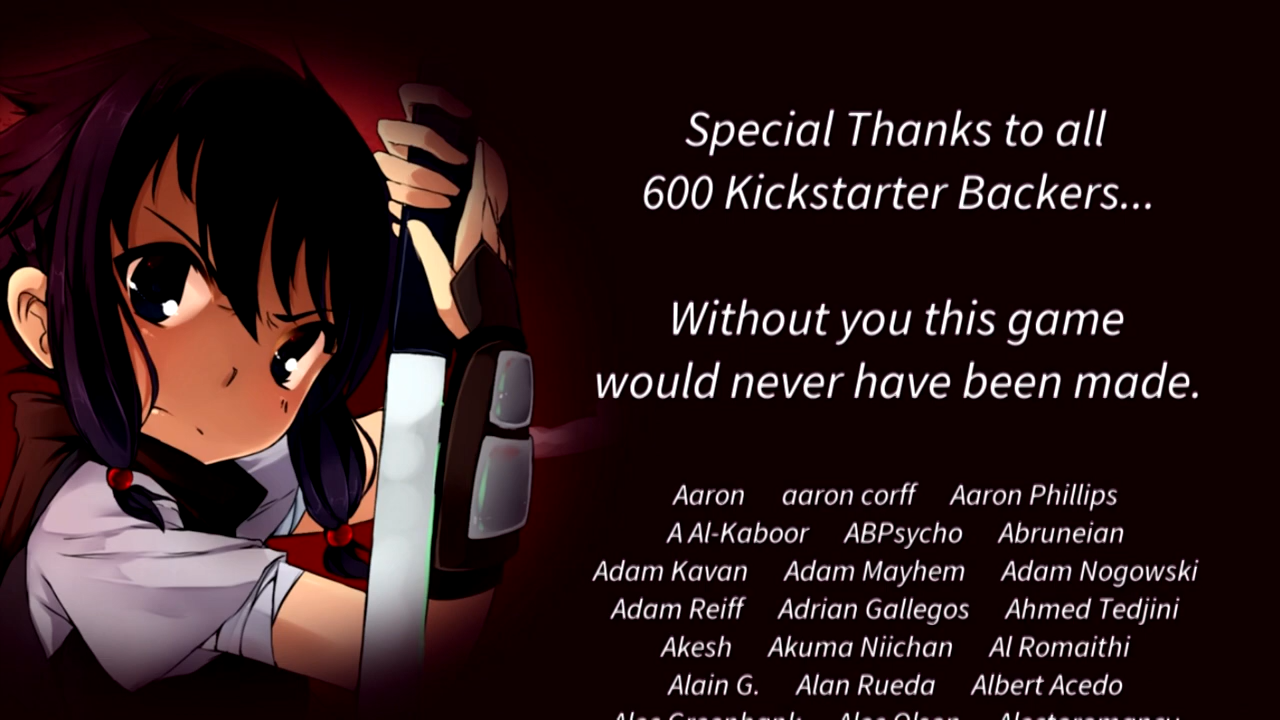 Special Thanks to all
600 Kickstarter Backers...
Without you this game
would never have been made.
Aaron aaron corff Aaron Phillips
A Al-Kaboor ABPsycho Abruneian
Adam Kavan Adam Mayhem Adam Nogowski
Adam Reiff Adrian Gallegos Ahmed Tedjini
Akesh Akuma Niichan Al Romaithi
Alain G. Alan Rueda Albert Acedo